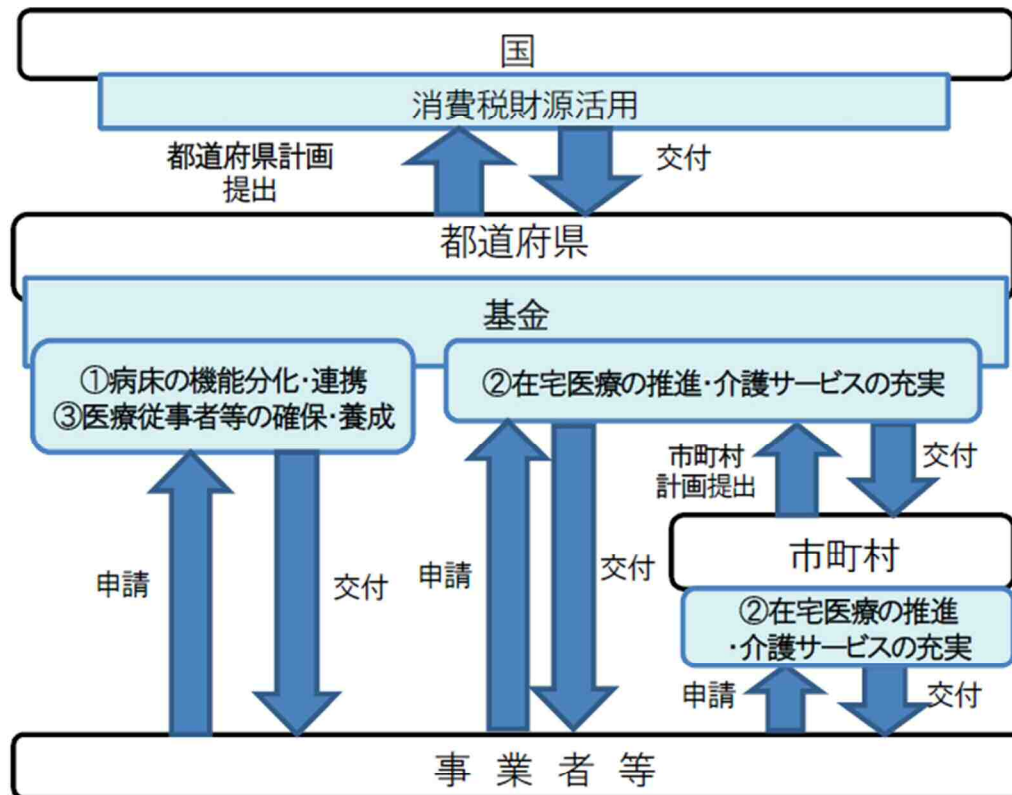 国
消費税財源活用
都道府県計画
提出
交付
都道府県
基金
①病床の機能分化・連携
③医療従事者等の確保・養成
②在宅医療の推進・介護サービスの充実
市町村
計画提出
交付
市町村
申請
交付
申請
交付
②在宅医療の推進
・介護サービスの充実
申請
交付
事業者等